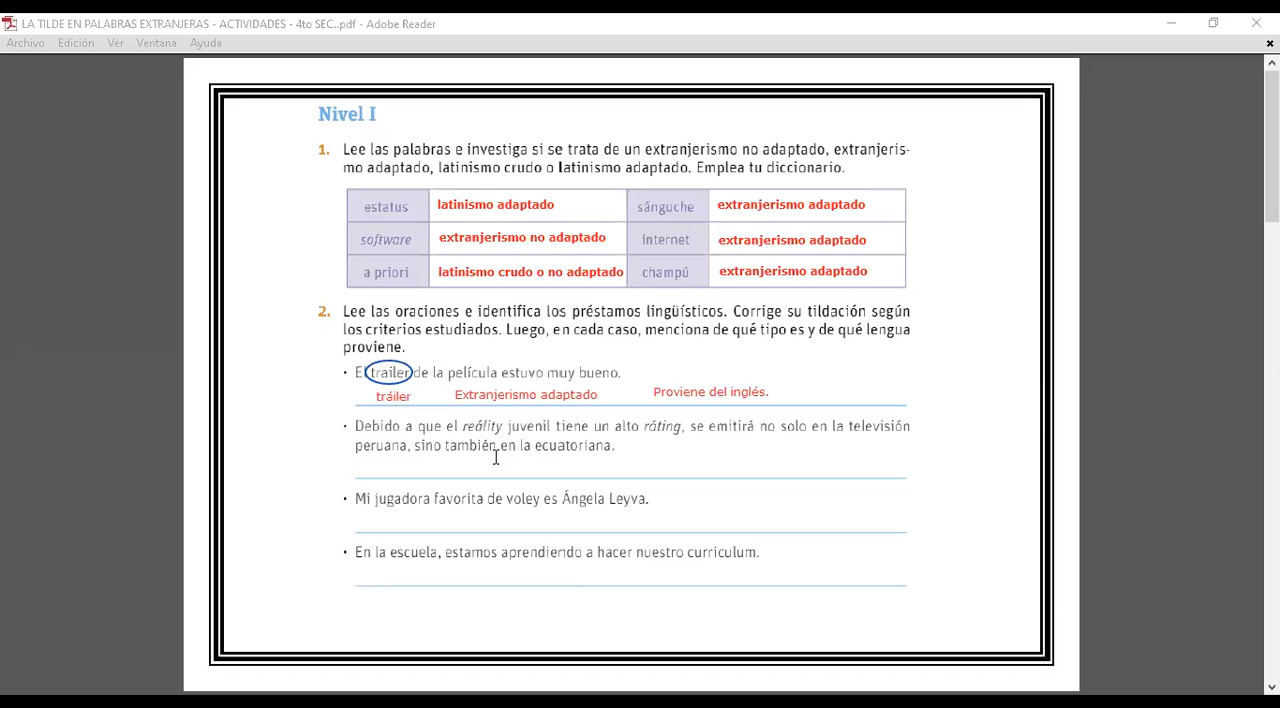 LA TILDE EN PALABRAS EXTRANJERAS - ACTIVIDADES - 4to SEC..pdf - Adobe Reader
Archivo Edición Ver Ventana Ayuda
Nivel I
1. Lee las palabras e investiga si se trata de un extranjerismo no adaptado, extranjeris-
mo adaptado, latinismo crudo o latinismo adaptado. Emplea tu diccionario.
estatus latinismo adaptado sánguche extranjerismo adaptado
software extranjerismo no adaptado internet extranjerismo adaptado
a priori latinismo crudo o no adaptado champú extranjerismo adaptado
2. Lee las oraciones e identifica los préstamos lingüísticos. Corrige su tildación según
los criterios estudiados. Luego, en cada caso, menciona de qué tipo es y de qué lengua
proviene.
• El trailer de la película estuvo muy bueno.
tráiler Extranjerismo adaptado Proviene del inglés.
• Debido a que el reálity juvenil tiene un alto ráting, se emitirá no solo en la televisión
peruana, sino también en la ecuatoriana.
• Mi jugadora favorita de voley es Ángela Leyva.
• En la escuela, estamos aprendiendo a hacer nuestro curriculum.